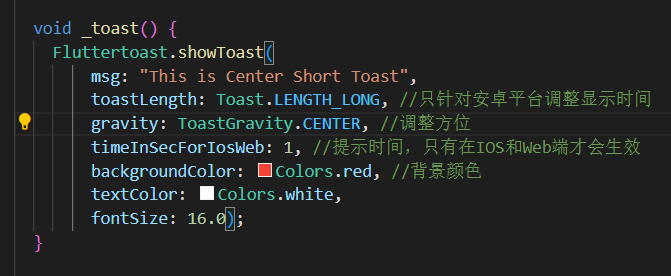 void _toast() {
Fluttertoast.showToast(
msg: "This is Center Short Toast",
toastLength: Toast.LENGTH_LONG, //只针对安卓平台调整显示时间
gravity: ToastGravity.CENTER, //调整方位
timeInSecForIosWeb: 1, //提示时间，只有在IOS和Web端才会生效
backgroundColor: Colors.red, //背景颜色
textColor: Colors.white,
fontSize: 16.0);
}